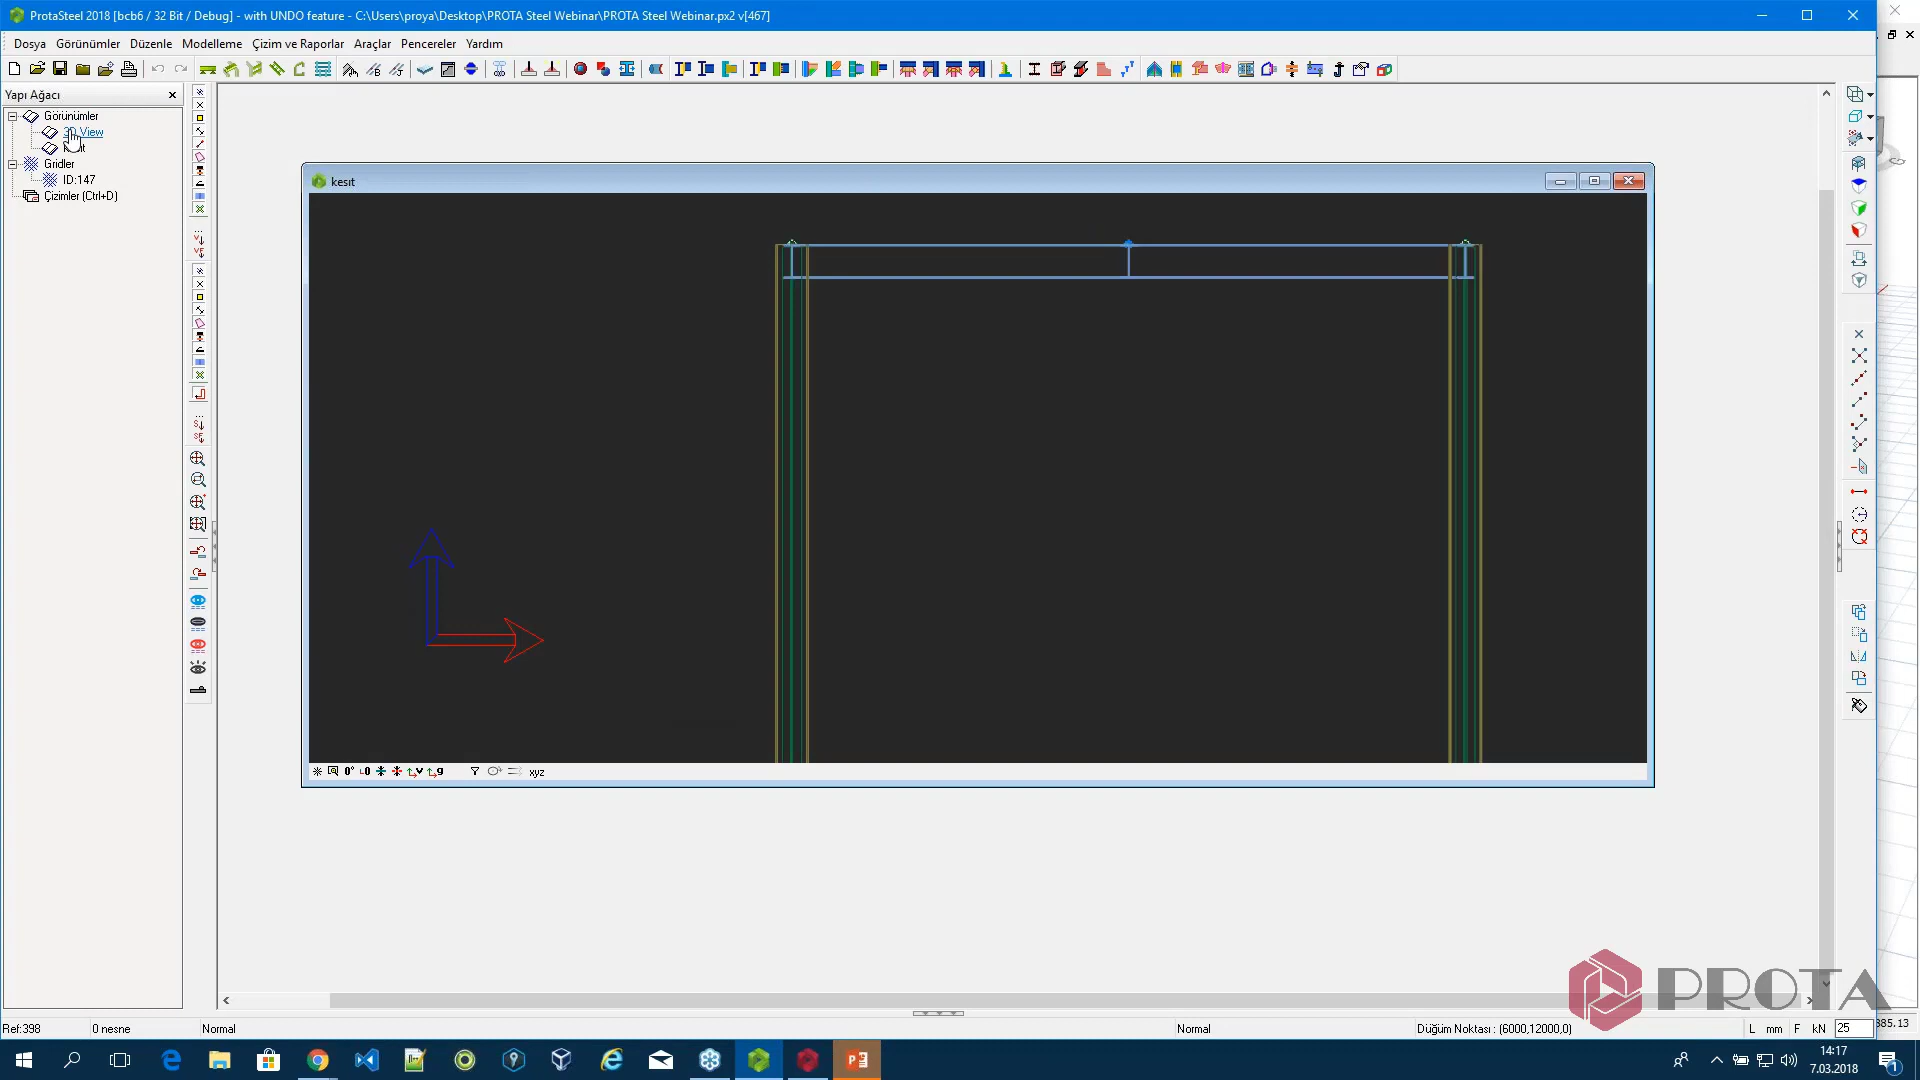 ProtaSteel 2018 [bcb6 / 32 Bit / Debug] - with UNDO feature - C:\Users\proya\Desktop\PROTA Steel Webinar\PROTA Steel Webinar.px2 v[467]
Dosya Görünümler Düzenle Modelleme Çizim ve Raporlar Araçlar Pencereler Yardım
Yapı Ağacı
Görünümler
3D View
Gridler
ID:147
Çizimler (Ctrl+D)
kesıt
xyz
PROTA
Ref:398 0 nesne Normal Normal Düğüm Noktası : (6000,12000,0) L mm F kN 25
14:17
7.03.2018